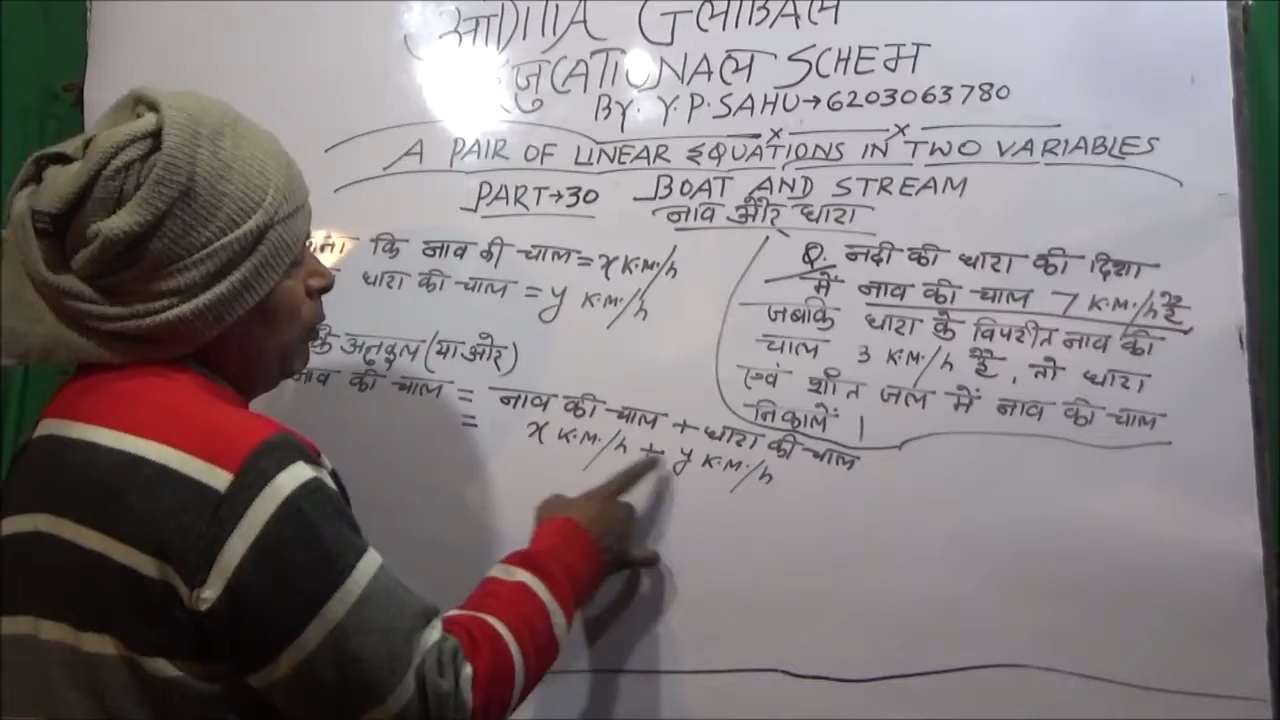 GLOBAL
SCHEM
BY. Y. P. SAHU→6203063780
A PAIR OF LINEAR EQUATIONS IN TWO VARIABLES
PART→30 BOAT AND STREAM
नाव और धारा
कि नाव की चाल = x K.M./h
धारा की चाल = y K.M./h
के अनुकूल (या ओर)
नाव की चाल = नाव की चाल + धारा की चाल
= x K.M./h + y K.M./h
Q. नदी की धारा की दिशा
में नाव की चाल 7 K.M./h है
जबकि धारा के विपरीत नाव की
चाल 3 K.M./h है, तो धारा
एवं शांत जल में नाव की चाल
निकालें ।